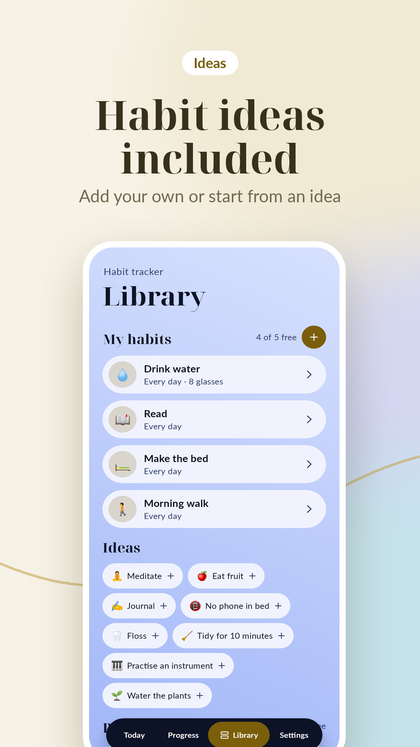 Ideas
Habit ideas
included
Add your own or start from an idea
Habit tracker
Library
My habits
4 of 5 free
Drink water
Every day · 8 glasses
Read
Every day
Make the bed
Every day
Morning walk
Every day
Ideas
Meditate +
Eat fruit +
Journal +
No phone in bed +
Floss +
Tidy for 10 minutes +
Practise an instrument +
Water the plants +
Today
Progress
Library
Settings